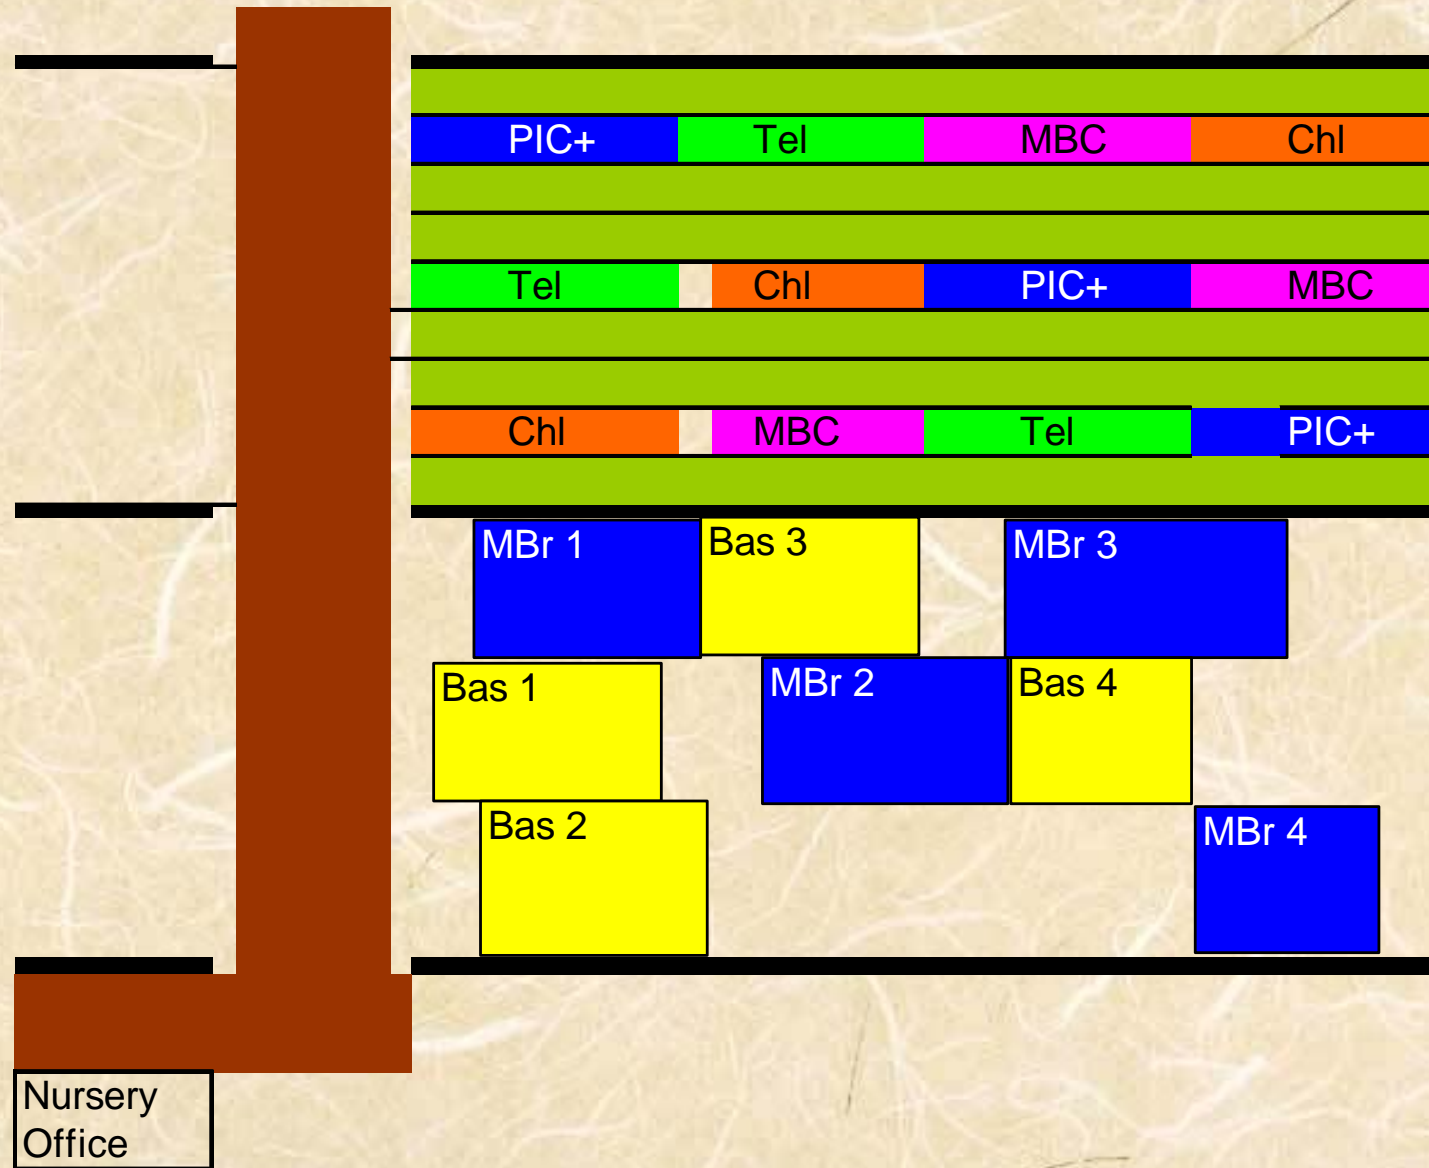 PIC+ Tel MBC Chl
Tel Chl PIC+ MBC
Chl MBC Tel PIC+
MBr 1 Bas 3 MBr 3
Bas 1 MBr 2 Bas 4
Bas 2 MBr 4
Nursery
Office